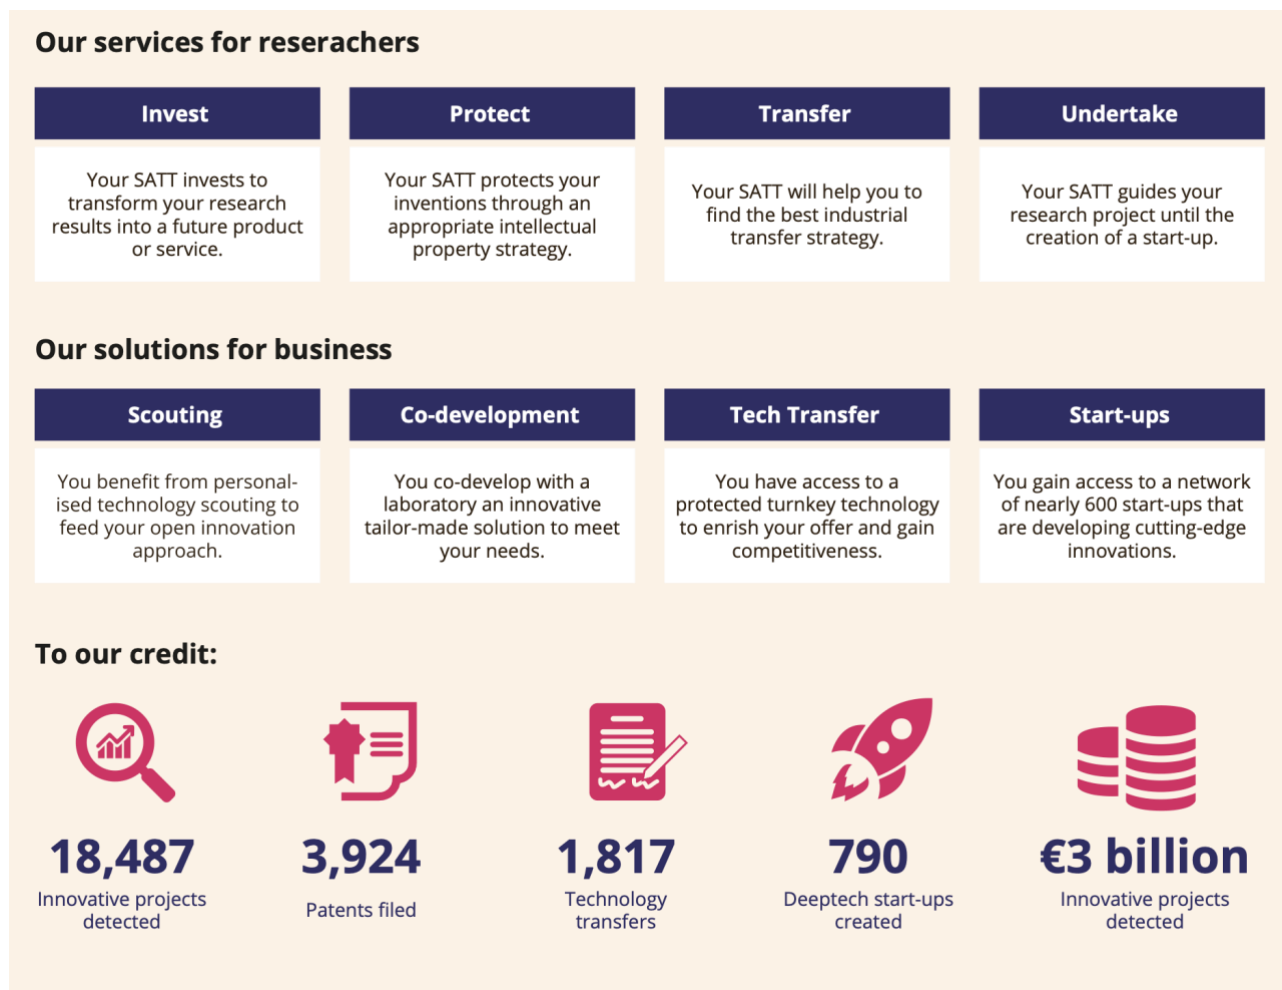 Our services for reserachers
Invest
Your SATT invests to
transform your research
results into a future product
or service.
Protect
Your SATT protects your
inventions through an
appropriate intellectual
property strategy.
Transfer
Your SATT will help you to
find the best industrial
transfer strategy.
Undertake
Your SATT guides your
research project until the
creation of a start-up.
Our solutions for business
Scouting
You benefit from personal-
ised technology scouting to
feed your open innovation
approach.
Co-development
You co-develop with a
laboratory an innovative
tailor-made solution to meet
your needs.
Tech Transfer
You have access to a
protected turnkey technology
to enrish your offer and gain
competitiveness.
Start-ups
You gain access to a network
of nearly 600 start-ups that
are developing cutting-edge
innovations.
To our credit:
18,487
Innovative projects
detected
3,924
Patents filed
1,817
Technology
transfers
790
Deeptech start-ups
created
€3 billion
Innovative projects
detected